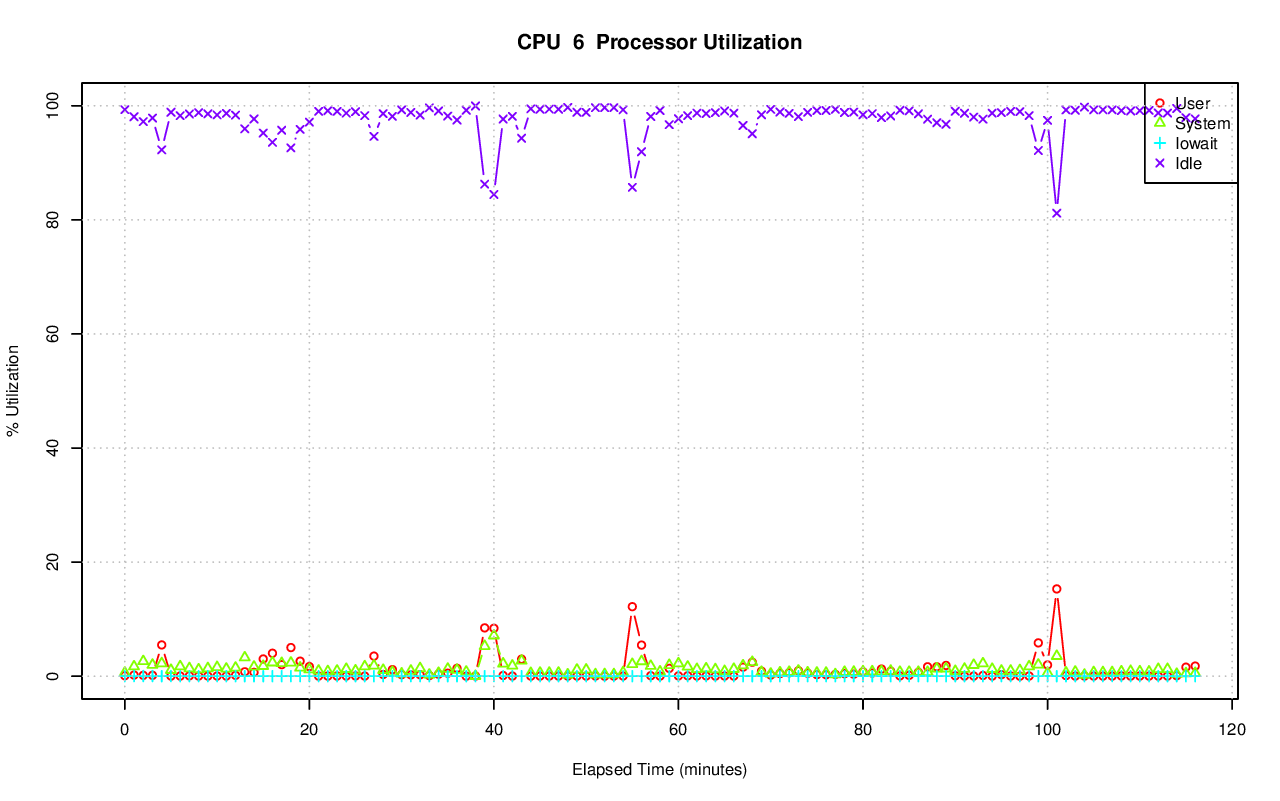 CPU  6  Processor Utilization
% Utilization
100
80
60
40
20
0
User
System
Iowait
Idle
0 20 40 60 80 100 120
Elapsed Time (minutes)